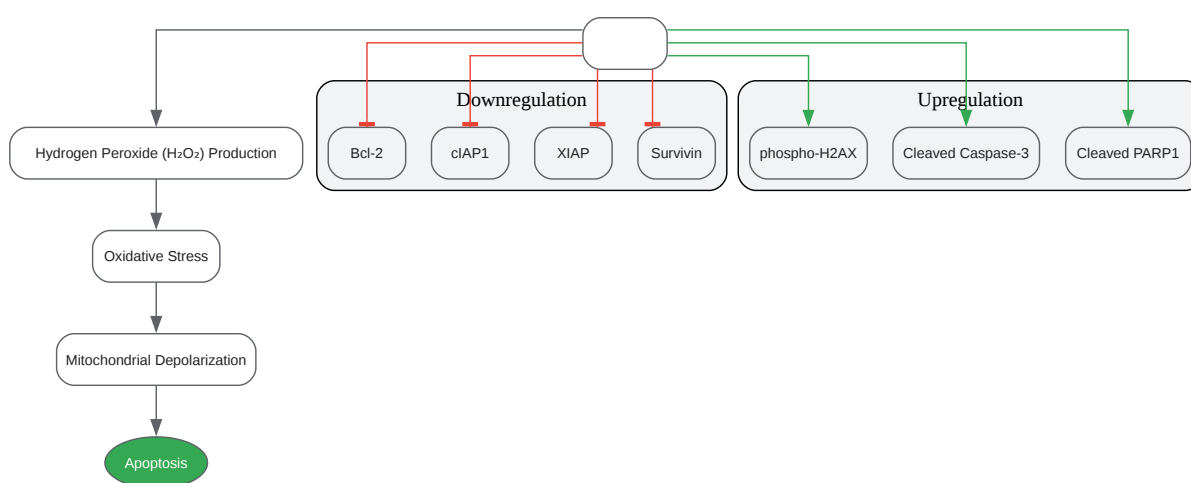 Downregulation
Upregulation
Hydrogen Peroxide (H₂O₂) Production
Bcl-2
cIAP1
XIAP
Survivin
phospho-H2AX
Cleaved Caspase-3
Cleaved PARP1
Oxidative Stress
Mitochondrial Depolarization
Apoptosis